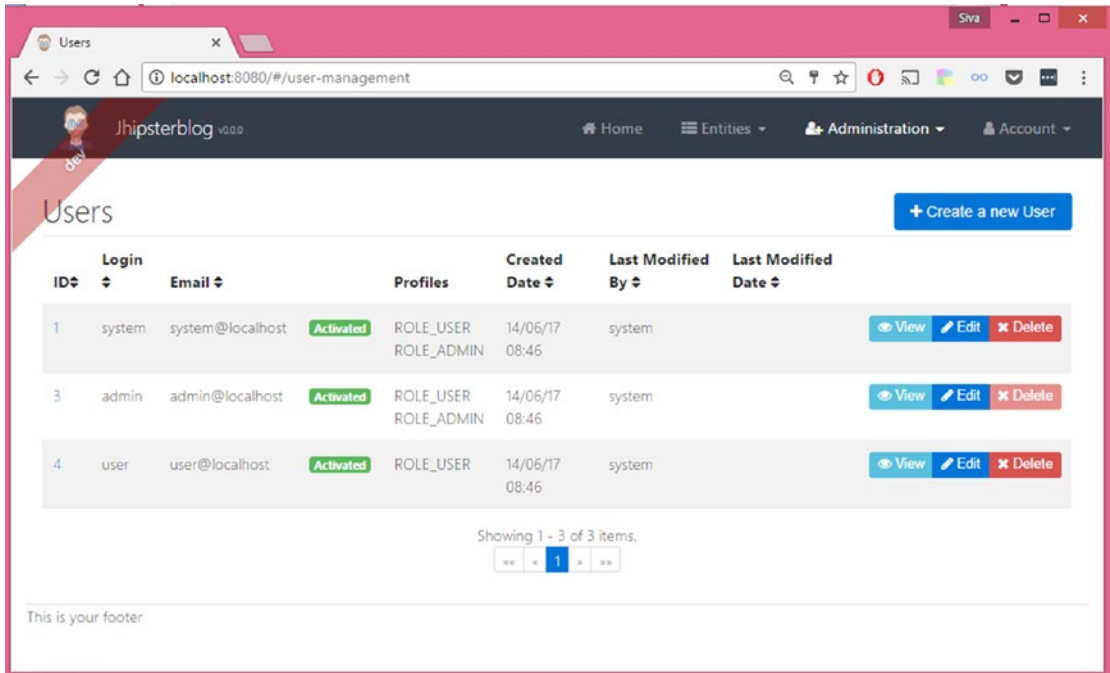 Siva
Users
localhost:8080/#/user-management
Jhipsterblog v0.0.0
Home Entities Administration Account
dev
Users
+ Create a new User
Login Created Last Modified Last Modified
ID Email Profiles Date By Date
1 system system@localhost Activated ROLE_USER 14/06/17 system View Edit Delete
ROLE_ADMIN 08:46
3 admin admin@localhost Activated ROLE_USER 14/06/17 system View Edit Delete
ROLE_ADMIN 08:46
4 user user@localhost Activated ROLE_USER 14/06/17 system View Edit Delete
08:46
Showing 1 - 3 of 3 items.
«« « 1 » »»
This is your footer